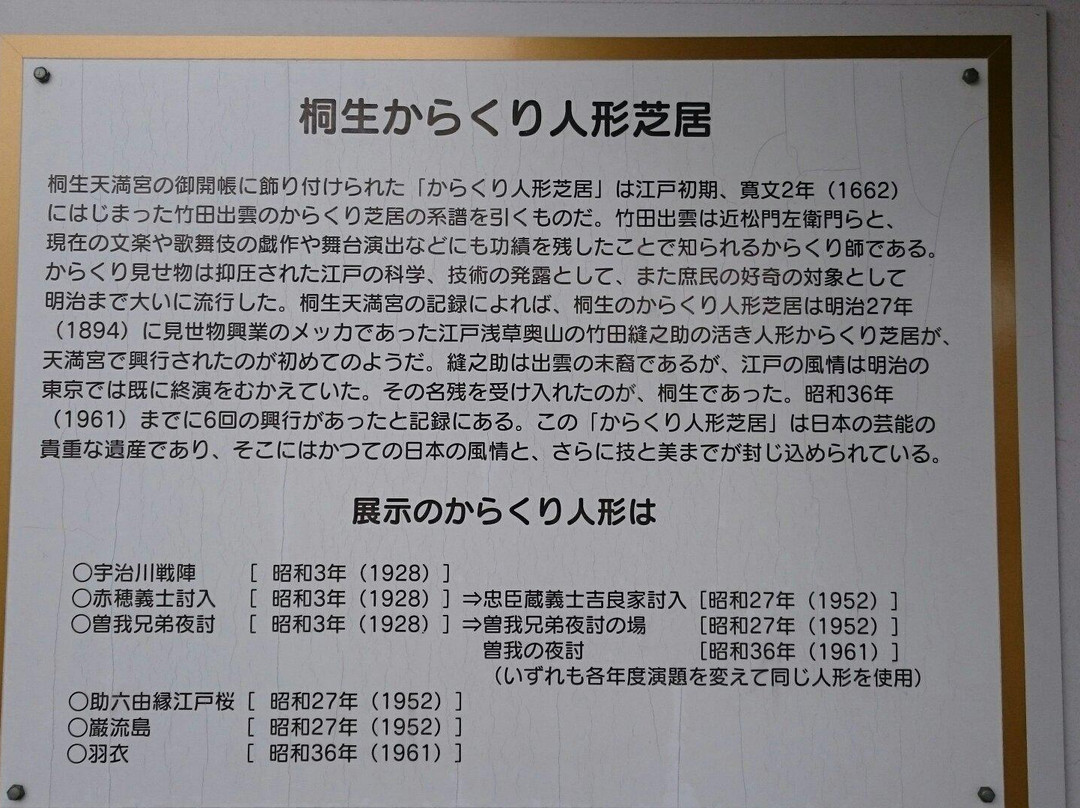 桐生からくり人形芝居
桐生天満宮の御開帳に飾り付けられた「からくり人形芝居」は江戸初期、寛文2年（1662）
にはじまった竹田出雲のからくり芝居の系譜を引くものだ。竹田出雲は近松門左衛門らと、
現在の文楽や歌舞伎の戯作や舞台演出などにも功績を残したことで知られるからくり師である。
からくり見せ物は抑圧された江戸の科学、技術の発露として、また庶民の好奇の対象として
明治まで大いに流行した。桐生天満宮の記録によれば、桐生のからくり人形芝居は明治27年
（1894）に見世物興業のメッカであった江戸浅草奥山の竹田縫之助の活き人形からくり芝居が、
天満宮で興行されたのが初めてのようだ。縫之助は出雲の末裔であるが、江戸の風情は明治の
東京では既に終演をむかえていた。その名残を受け入れたのが、桐生であった。昭和36年
（1961）までに6回の興行があったと記録にある。この「からくり人形芝居」は日本の芸能の
貴重な遺産であり、そこにはかつての日本の風情と、さらに技と美までが封じ込められている。
展示のからくり人形は
○宇治川戦陣 [ 昭和3年（1928）]
○赤穂義士討入 [ 昭和3年（1928）] ⇒忠臣蔵義士吉良家討入 [昭和27年（1952）]
○曽我兄弟夜討 [ 昭和3年（1928）] ⇒曽我兄弟夜討の場 [昭和27年（1952）]
曽我の夜討 [昭和36年（1961）]
（いずれも各年度演題を変えて同じ人形を使用）
○助六由縁江戸桜 [ 昭和27年（1952）]
○巌流島 [ 昭和27年（1952）]
○羽衣 [ 昭和36年（1961）]